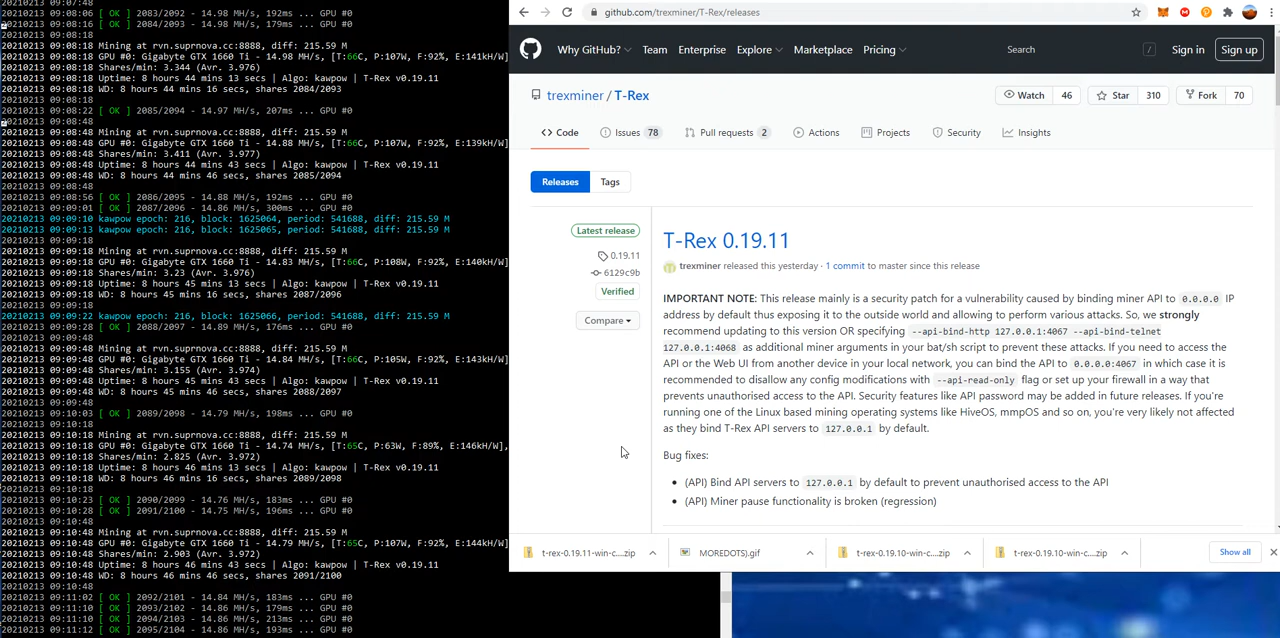 20210213 09:07:48
20210213 09:08:06 [ OK ] 2083/2092 - 14.98 MH/s, 192ms ... GPU #0
20210213 09:08:16 [ OK ] 2084/2093 - 14.98 MH/s, 179ms ... GPU #0
20210213 09:08:18
20210213 09:08:18 Mining at rvn.suprnova.cc:8888, diff: 215.59 M
20210213 09:08:18 GPU #0: Gigabyte GTX 1660 Ti - 14.98 MH/s, [T:66C, P:107W, F:92%, E:141kH/W]
20210213 09:08:18 Shares/min: 3.344 (Avr. 3.976)
20210213 09:08:18 Uptime: 8 hours 44 mins 13 secs | Algo: kawpow | T-Rex v0.19.11
20210213 09:08:18 WD: 8 hours 44 mins 16 secs, shares 2084/2093
20210213 09:08:18
20210213 09:08:22 [ OK ] 2085/2094 - 14.97 MH/s, 207ms ... GPU #0
20210213 09:08:48
20210213 09:08:48 Mining at rvn.suprnova.cc:8888, diff: 215.59 M
20210213 09:08:48 GPU #0: Gigabyte GTX 1660 Ti - 14.88 MH/s, [T:66C, P:107W, F:92%, E:139kH/W]
20210213 09:08:48 Shares/min: 3.411 (Avr. 3.977)
20210213 09:08:48 Uptime: 8 hours 44 mins 43 secs | Algo: kawpow | T-Rex v0.19.11
20210213 09:08:48 WD: 8 hours 44 mins 46 secs, shares 2085/2094
20210213 09:08:48
20210213 09:08:56 [ OK ] 2086/2095 - 14.88 MH/s, 192ms ... GPU #0
20210213 09:09:01 [ OK ] 2087/2096 - 14.86 MH/s, 300ms ... GPU #0
20210213 09:09:10 kawpow epoch: 216, block: 1625064, period: 541688, diff: 215.59 M
20210213 09:09:13 kawpow epoch: 216, block: 1625065, period: 541688, diff: 215.59 M
20210213 09:09:18
20210213 09:09:18 Mining at rvn.suprnova.cc:8888, diff: 215.59 M
20210213 09:09:18 GPU #0: Gigabyte GTX 1660 Ti - 14.83 MH/s, [T:66C, P:108W, F:92%, E:140kH/W]
20210213 09:09:18 Shares/min: 3.23 (Avr. 3.976)
20210213 09:09:18 Uptime: 8 hours 45 mins 13 secs | Algo: kawpow | T-Rex v0.19.11
20210213 09:09:18 WD: 8 hours 45 mins 16 secs, shares 2087/2096
20210213 09:09:18
20210213 09:09:22 kawpow epoch: 216, block: 1625066, period: 541688, diff: 215.59 M
20210213 09:09:28 [ OK ] 2088/2097 - 14.89 MH/s, 176ms ... GPU #0
20210213 09:09:48
20210213 09:09:48 Mining at rvn.suprnova.cc:8888, diff: 215.59 M
20210213 09:09:48 GPU #0: Gigabyte GTX 1660 Ti - 14.84 MH/s, [T:66C, P:105W, F:92%, E:143kH/W]
20210213 09:09:48 Shares/min: 3.155 (Avr. 3.974)
20210213 09:09:48 Uptime: 8 hours 45 mins 43 secs | Algo: kawpow | T-Rex v0.19.11
20210213 09:09:48 WD: 8 hours 45 mins 46 secs, shares 2088/2097
20210213 09:09:48
20210213 09:10:03 [ OK ] 2089/2098 - 14.79 MH/s, 198ms ... GPU #0
20210213 09:10:18
20210213 09:10:18 Mining at rvn.suprnova.cc:8888, diff: 215.59 M
20210213 09:10:18 GPU #0: Gigabyte GTX 1660 Ti - 14.74 MH/s, [T:65C, P:63W, F:89%, E:146kH/W],
20210213 09:10:18 Shares/min: 2.825 (Avr. 3.972)
20210213 09:10:18 Uptime: 8 hours 46 mins 13 secs | Algo: kawpow | T-Rex v0.19.11
20210213 09:10:18 WD: 8 hours 46 mins 16 secs, shares 2089/2098
20210213 09:10:18
20210213 09:10:23 [ OK ] 2090/2099 - 14.76 MH/s, 183ms ... GPU #0
20210213 09:10:28 [ OK ] 2091/2100 - 14.75 MH/s, 196ms ... GPU #0
20210213 09:10:48
20210213 09:10:48 Mining at rvn.suprnova.cc:8888, diff: 215.59 M
20210213 09:10:48 GPU #0: Gigabyte GTX 1660 Ti - 14.79 MH/s, [T:65C, P:107W, F:92%, E:144kH/W]
20210213 09:10:48 Shares/min: 2.903 (Avr. 3.972)
20210213 09:10:48 Uptime: 8 hours 46 mins 43 secs | Algo: kawpow | T-Rex v0.19.11
20210213 09:10:48 WD: 8 hours 46 mins 46 secs, shares 2091/2100
20210213 09:10:48
20210213 09:11:02 [ OK ] 2092/2101 - 14.84 MH/s, 183ms ... GPU #0
20210213 09:11:10 [ OK ] 2093/2102 - 14.86 MH/s, 179ms ... GPU #0
20210213 09:11:10 [ OK ] 2094/2103 - 14.86 MH/s, 213ms ... GPU #0
20210213 09:11:12 [ OK ] 2095/2104 - 14.86 MH/s, 193ms ... GPU #0
github.com/trexminer/T-Rex/releases
Why GitHub? Team Enterprise Explore Marketplace Pricing Search / Sign in Sign up
trexminer / T-Rex Watch 46 Star 310 Fork 70
Code Issues 78 Pull requests 2 Actions Projects Security Insights
Releases Tags
Latest release
0.19.11
6129c9b
Verified
Compare
T-Rex 0.19.11
trexminer released this yesterday · 1 commit to master since this release
IMPORTANT NOTE: This release mainly is a security patch for a vulnerability caused by binding miner API to 0.0.0.0 IP
address by default thus exposing it to the outside world and allowing to perform various attacks. So, we strongly
recommend updating to this version OR specifying --api-bind-http 127.0.0.1:4067 --api-bind-telnet
127.0.0.1:4068 as additional miner arguments in your bat/sh script to prevent these attacks. If you need to access the
API or the Web UI from another device in your local network, you can bind the API to 0.0.0.0:4067 in which case it is
recommended to disallow any config modifications with --api-read-only flag or set up your firewall in a way that
prevents unauthorised access to the API. Security features like API password may be added in future releases. If you're
running one of the Linux based mining operating systems like HiveOS, mmpOS and so on, you're very likely not affected
as they bind T-Rex API servers to 127.0.0.1 by default.
Bug fixes:
• (API) Bind API servers to 127.0.0.1 by default to prevent unauthorised access to the API
• (API) Miner pause functionality is broken (regression)
t-rex-0.19.11-win-c....zip MOREDOTS).gif t-rex-0.19.10-win-c....zip t-rex-0.19.10-win-c....zip Show all